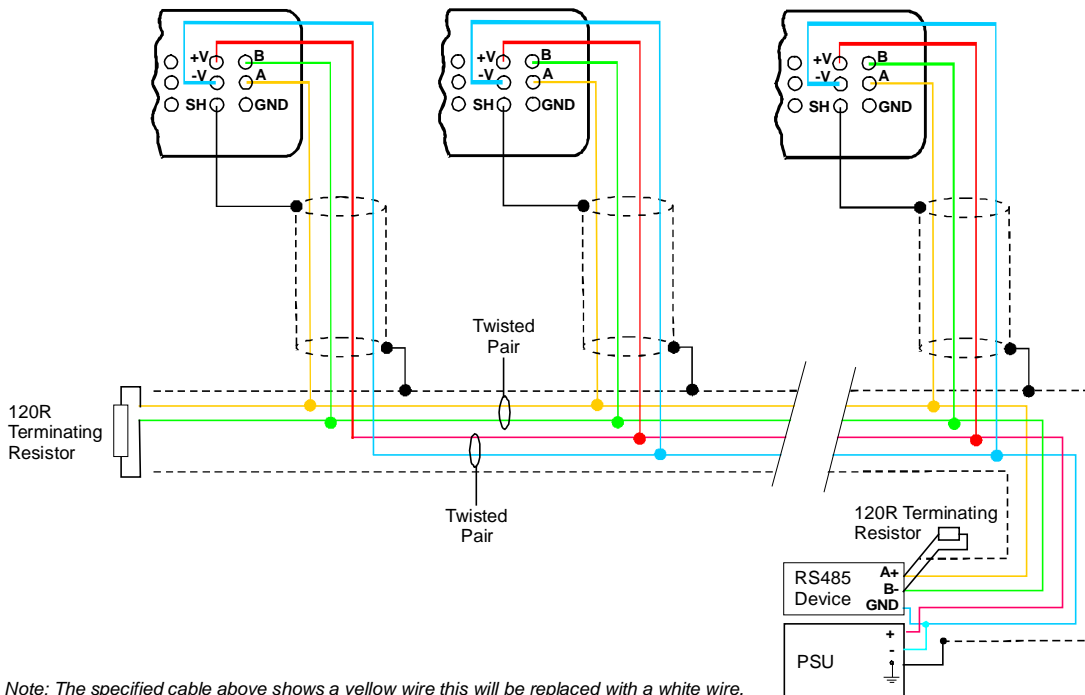 +V B
-V A
SH GND
+V B
-V A
SH GND
+V B
-V A
SH GND
Twisted
Pair
120R
Terminating
Resistor
Twisted
Pair
120R Terminating
Resistor
RS485
Device
A+
B-
GND
PSU
+
-
Note: The specified cable above shows a yellow wire this will be replaced with a white wire.